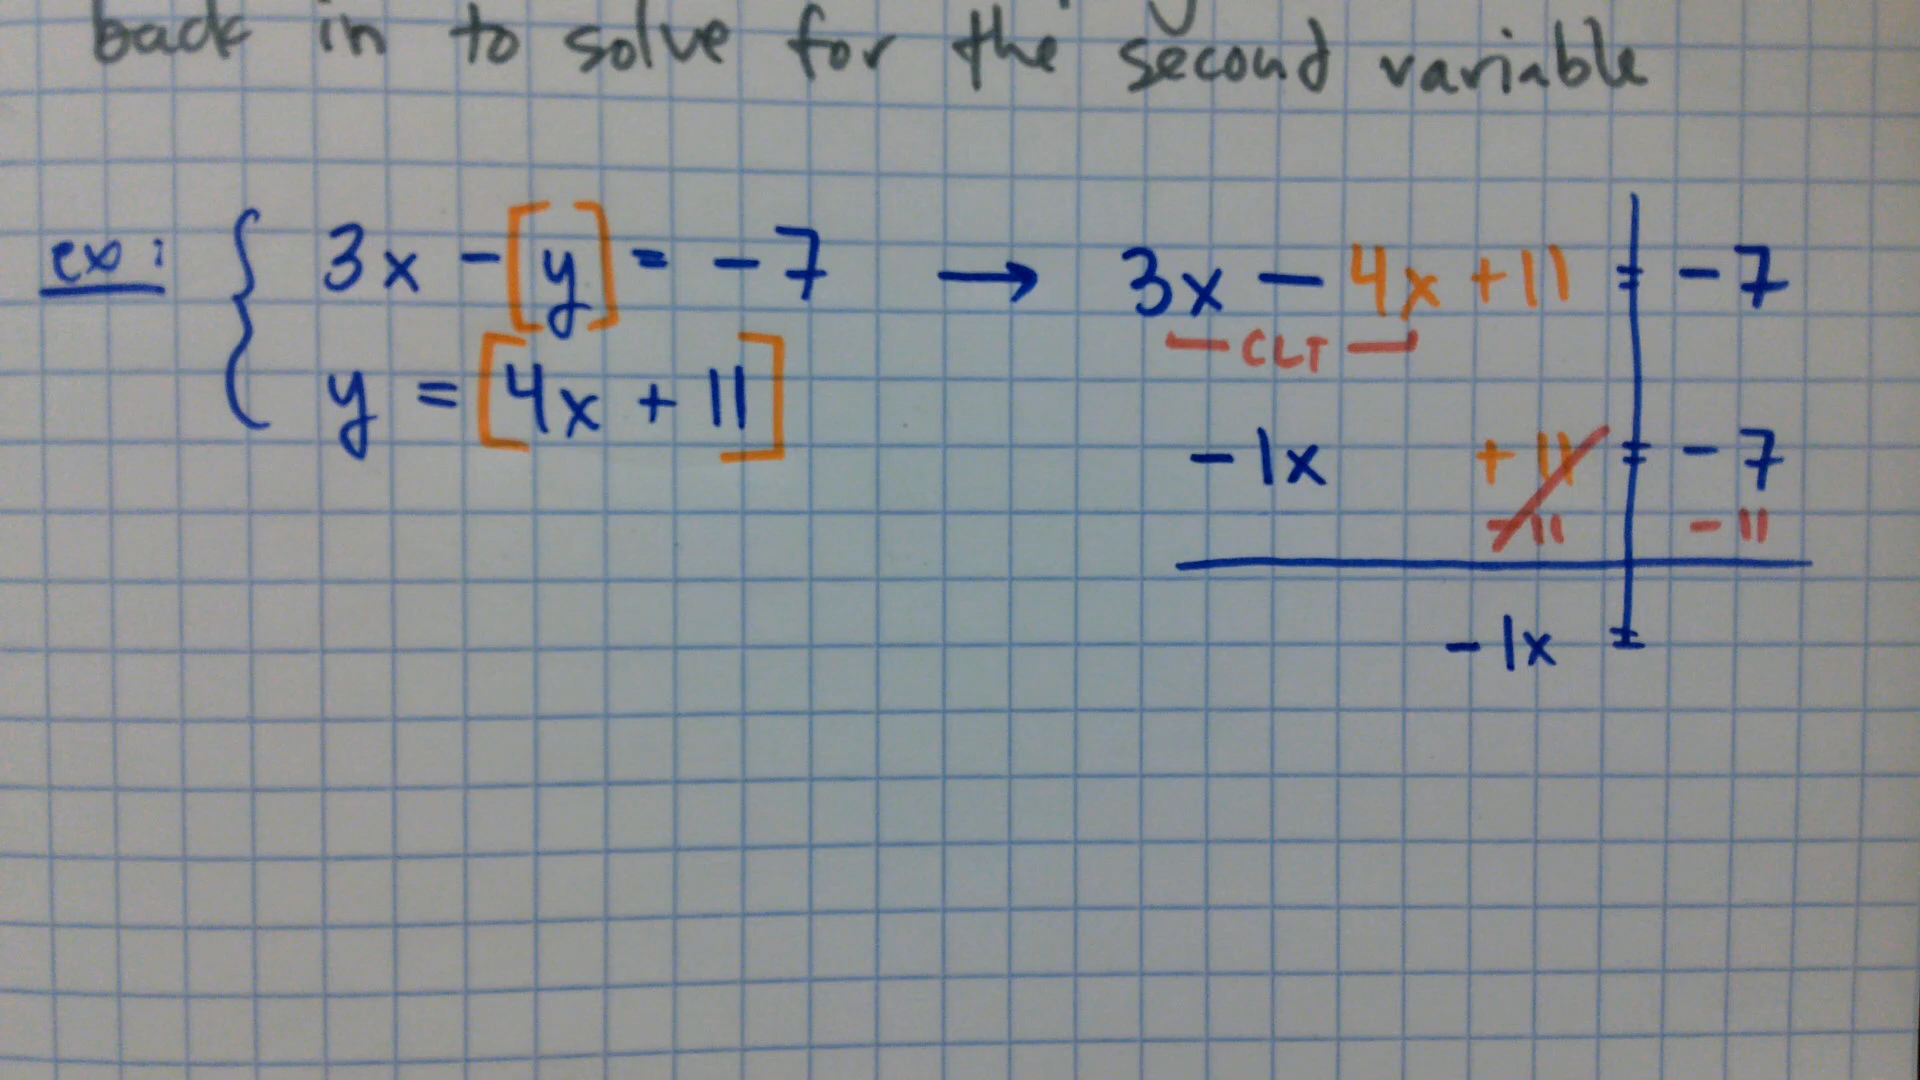 back in to solve for the second variable
ex: { 3x - [y] = -7 → 3x - 4x + 11 = -7
CLT
y = [4x + 11]
-1x + 11 = -7
-11 -11
-1x =